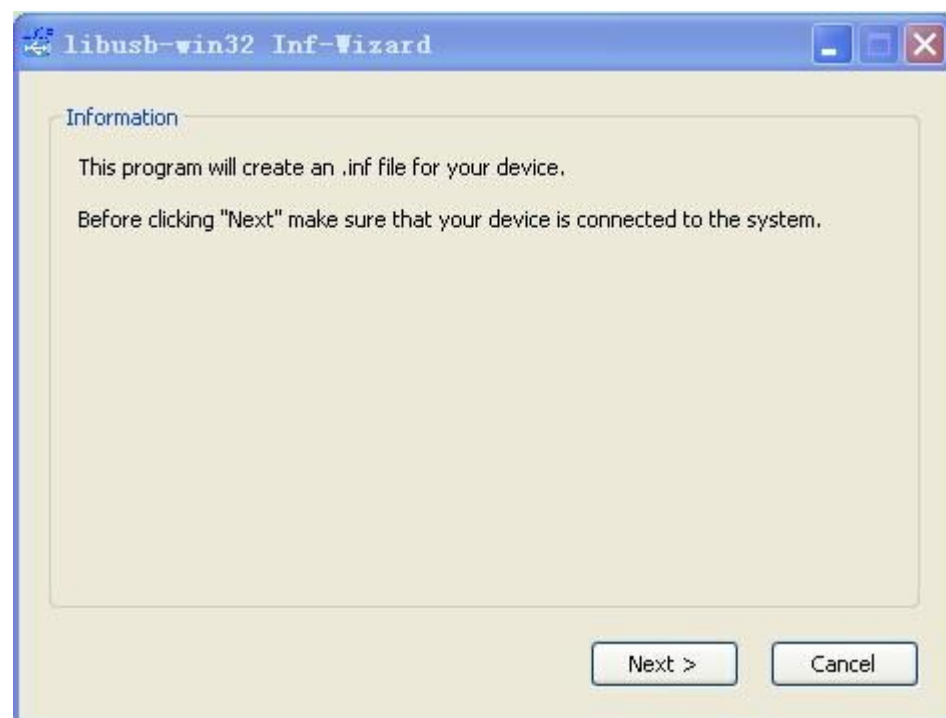 libusb-win32 Inf-Wizard
Information
This program will create an .inf file for your device.
Before clicking "Next" make sure that your device is connected to the system.
Next >
Cancel